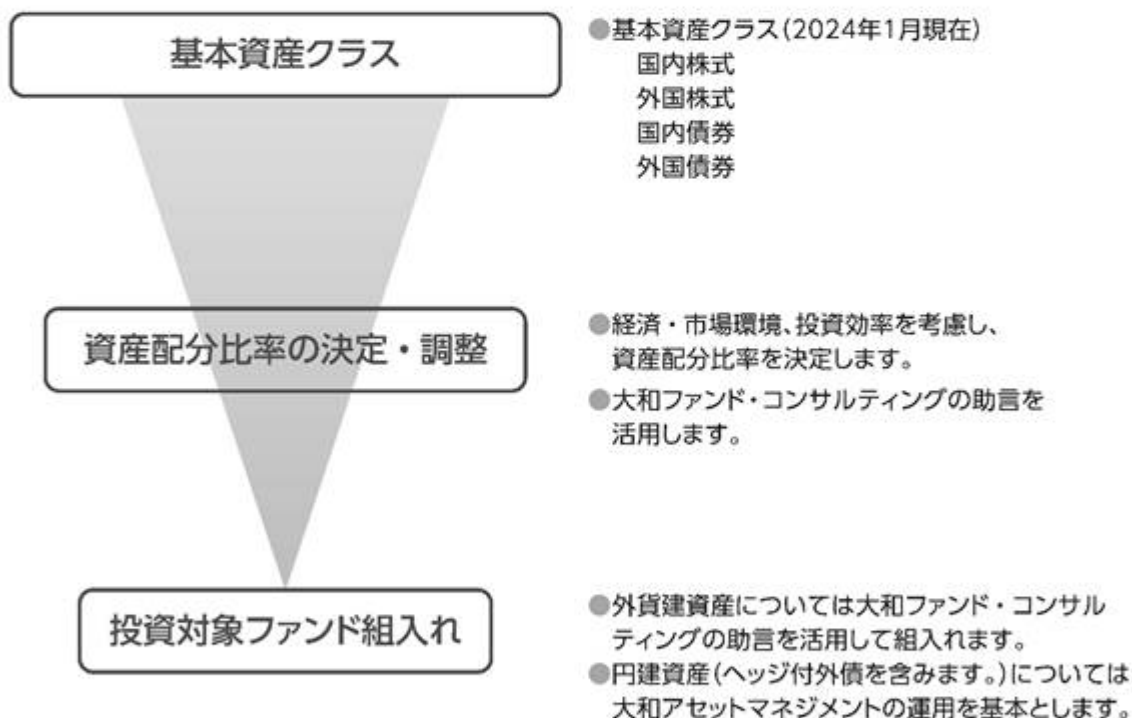 基本資産クラス
●基本資産クラス(2024年1月現在)
国内株式
外国株式
国内債券
外国債券
資産配分比率の決定・調整
●経済・市場環境、投資効率を考慮し、
資産配分比率を決定します。
●大和ファンド・コンサルティングの助言を
活用します。
投資対象ファンド組入れ
●外貨建資産については大和ファンド・コンサル
ティングの助言を活用して組入れます。
●円建資産(ヘッジ付外債を含みます。)については
大和アセットマネジメントの運用を基本とします。